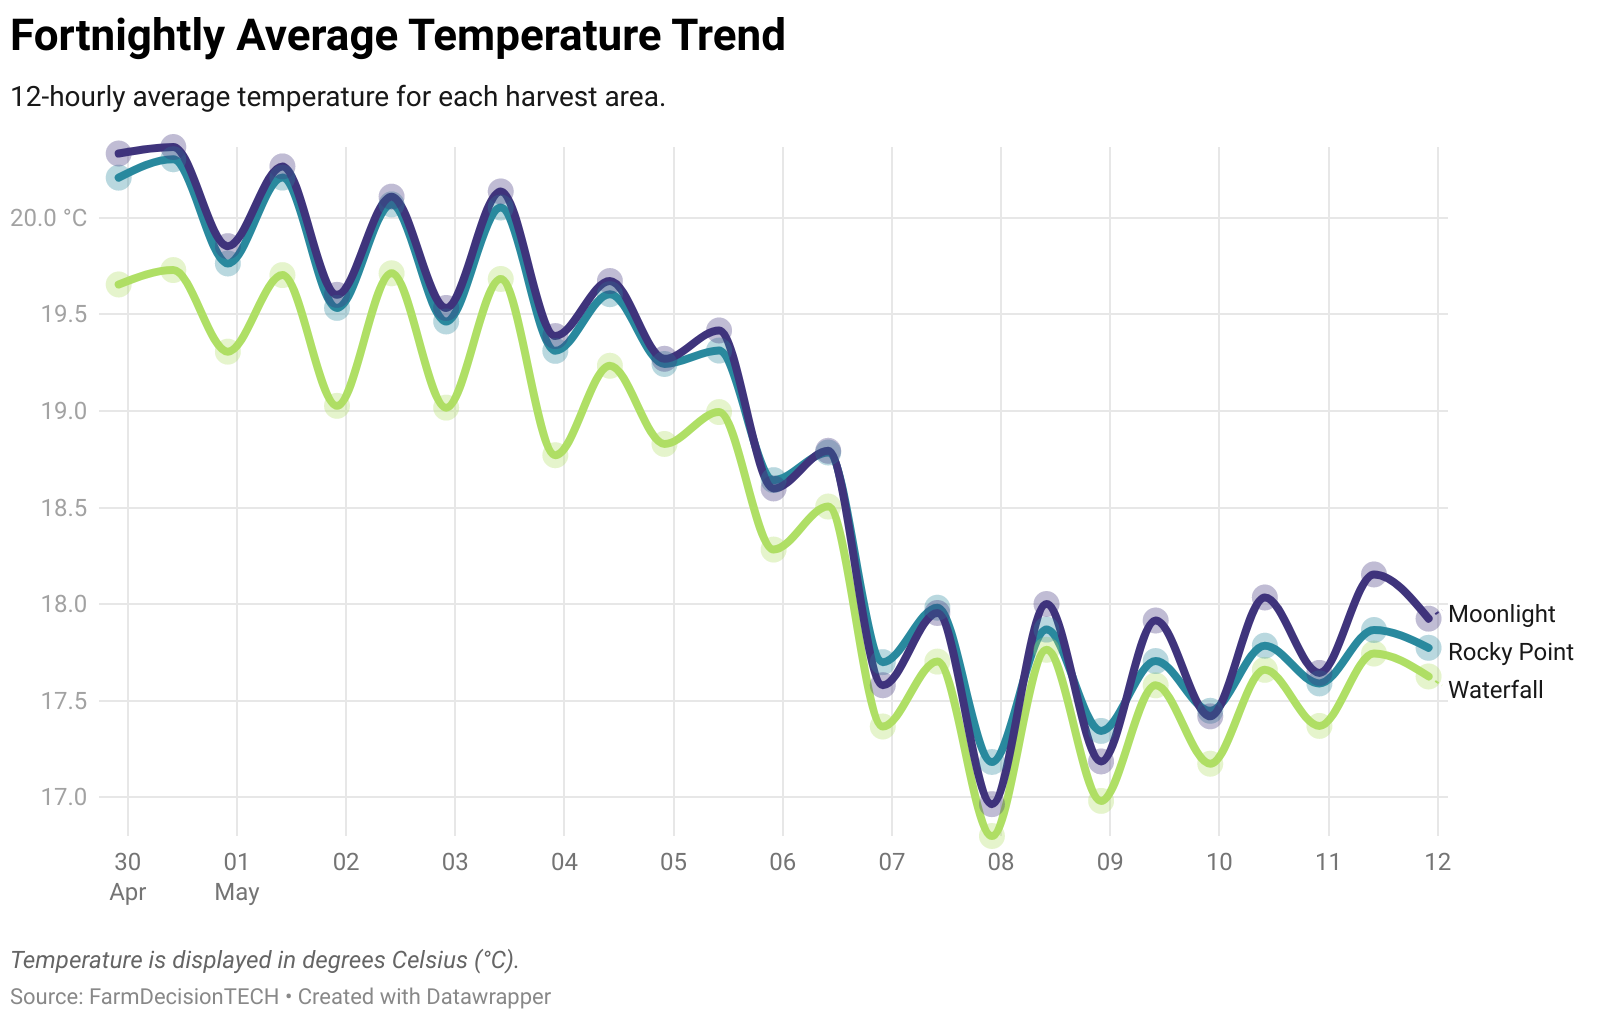 Fortnightly Average Temperature Trend
12-hourly average temperature for each harvest area.
20.0 °C
19.5
19.0
18.5
18.0
17.5
17.0
Moonlight
Rocky Point
Waterfall
30 01 02 03 04 05 06 07 08 09 10 11 12
Apr May
Temperature is displayed in degrees Celsius (°C).
Source: FarmDecisionTECH • Created with Datawrapper